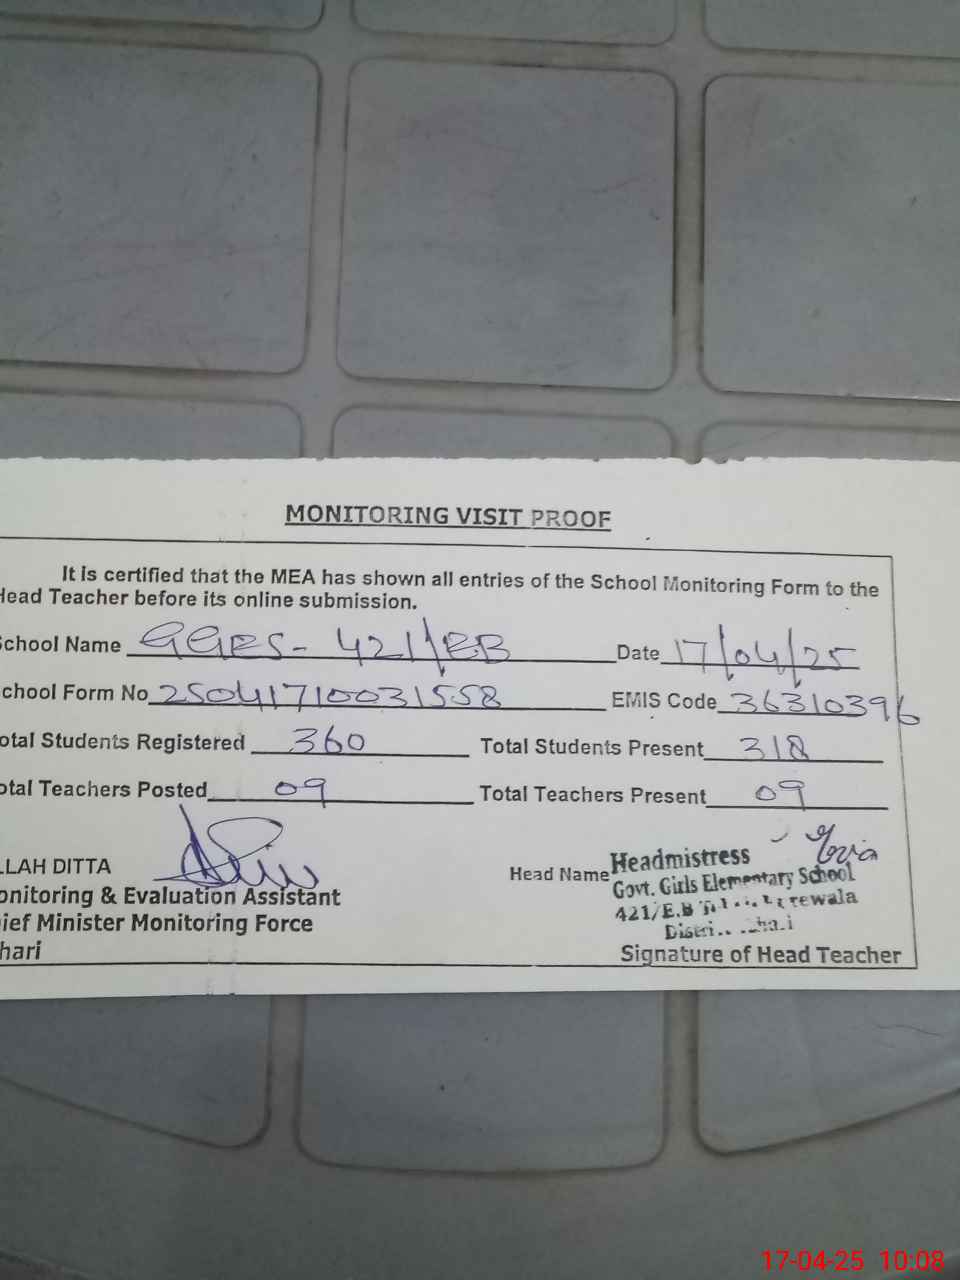 MONITORING VISIT PROOF
It is certified that the MEA has shown all entries of the School Monitoring Form to the
Head Teacher before its online submission.
School Name GGES- 421/EB Date 17/04/25
School Form No 25041710031558 EMIS Code 36310396
Total Students Registered 360 Total Students Present 318
Total Teachers Posted 09 Total Teachers Present 09
LLAH DITTA
Head Name Headmistress
Monitoring & Evaluation Assistant Govt. Girls Elementary School
Chief Minister Monitoring Force 421/E.B
hari Signature of Head Teacher
17-04-25 10:08